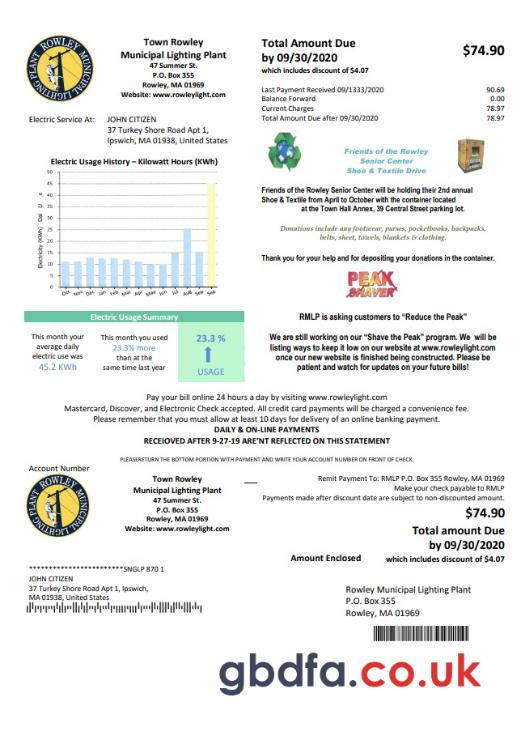 ROWLEY MUNICIPAL LIGHTING PLANT
Town Rowley
Municipal Lighting Plant
47 Summer St.
P.O. Box 355
Rowley, MA 01969
Website: www.rowleylight.com
Total Amount Due
by 09/30/2020
$74.90
which includes discount of $4.07
Last Payment Received 09/1333/2020 90.69
Balance Forward 0.00
Current Charges 78.97
Total Amount Due after 09/30/2020 78.97
Electric Service At: JOHN CITIZEN
37 Turkey Shore Road Apt 1,
Ipswich, MA 01938, United States
Electric Usage History – Kilowatt Hours (KWh)
50
45
40
35
30
25
20
15
10
5
0
Electricity (KWh) Dai U e
Oct Nov Dec Jan Feb Mar Apr May Jun Jul Aug Sep Sep
Friends of the Rowley
Senior Center
Shoe & Textile Drive
Friends of the Rowley Senior Center will be holding their 2nd annual
Shoe & Textile from April to October with the container located
at the Town Hall Annex, 39 Central Street parking lot.
Donations include any footwear, purses, pocketbooks, backpacks,
belts, sheet, towels, blankets & clothing.
Thank you for your help and for depositing your donations in the container.
PEAK
SHAVER
Electric Usage Summary
This month your
average daily
electric use was
45.2 KWh
This month you used
23.3% more
than at the
same time last year
23.3 %
USAGE
RMLP is asking customers to “Reduce the Peak”
We are still working on our “Shave the Peak” program. We will be
listing ways to keep it low on our website at www.rowleylight.com
once our new website is finished being constructed. Please be
patient and watch for updates on your future bills!
Pay your bill online 24 hours a day by visiting www.rowleylight.com
Mastercard, Discover, and Electronic Check accepted. All credit card payments will be charged a convenience fee.
Please remember that you must allow at least 10 days for delivery of an online banking payment.
DAILY & ON-LINE PAYMENTS
RECEIOVED AFTER 9-27-19 ARE’NT REFLECTED ON THIS STATEMENT
PLEASERETURN THE BOTTOM PORTION WITH PAYMENT AND WRITE YOUR ACCOUNT NUMBER ON FRONT OF CHECK.
Account Number
ROWLEY MUNICIPAL LIGHTING PLANT
Town Rowley
Municipal Lighting Plant
47 Summer St.
P.O. Box 355
Rowley, MA 01969
Website: www.rowleylight.com
Remit Payment To: RMLP P.O. Box 355 Rowley, MA 01969
Make your check payable to RMLP
Payments made after discount date are subject to non-discounted amount.
$74.90
Total amount Due
by 09/30/2020
Amount Enclosed which includes discount of $4.07
************************SNGLP 870 1
JOHN CITIZEN
37 Turkey Shore Road Apt 1, Ipswich,
MA 01938, United States
Rowley Municipal Lighting Plant
P.O. Box 355
Rowley, MA 01969
gbdfa.co.uk